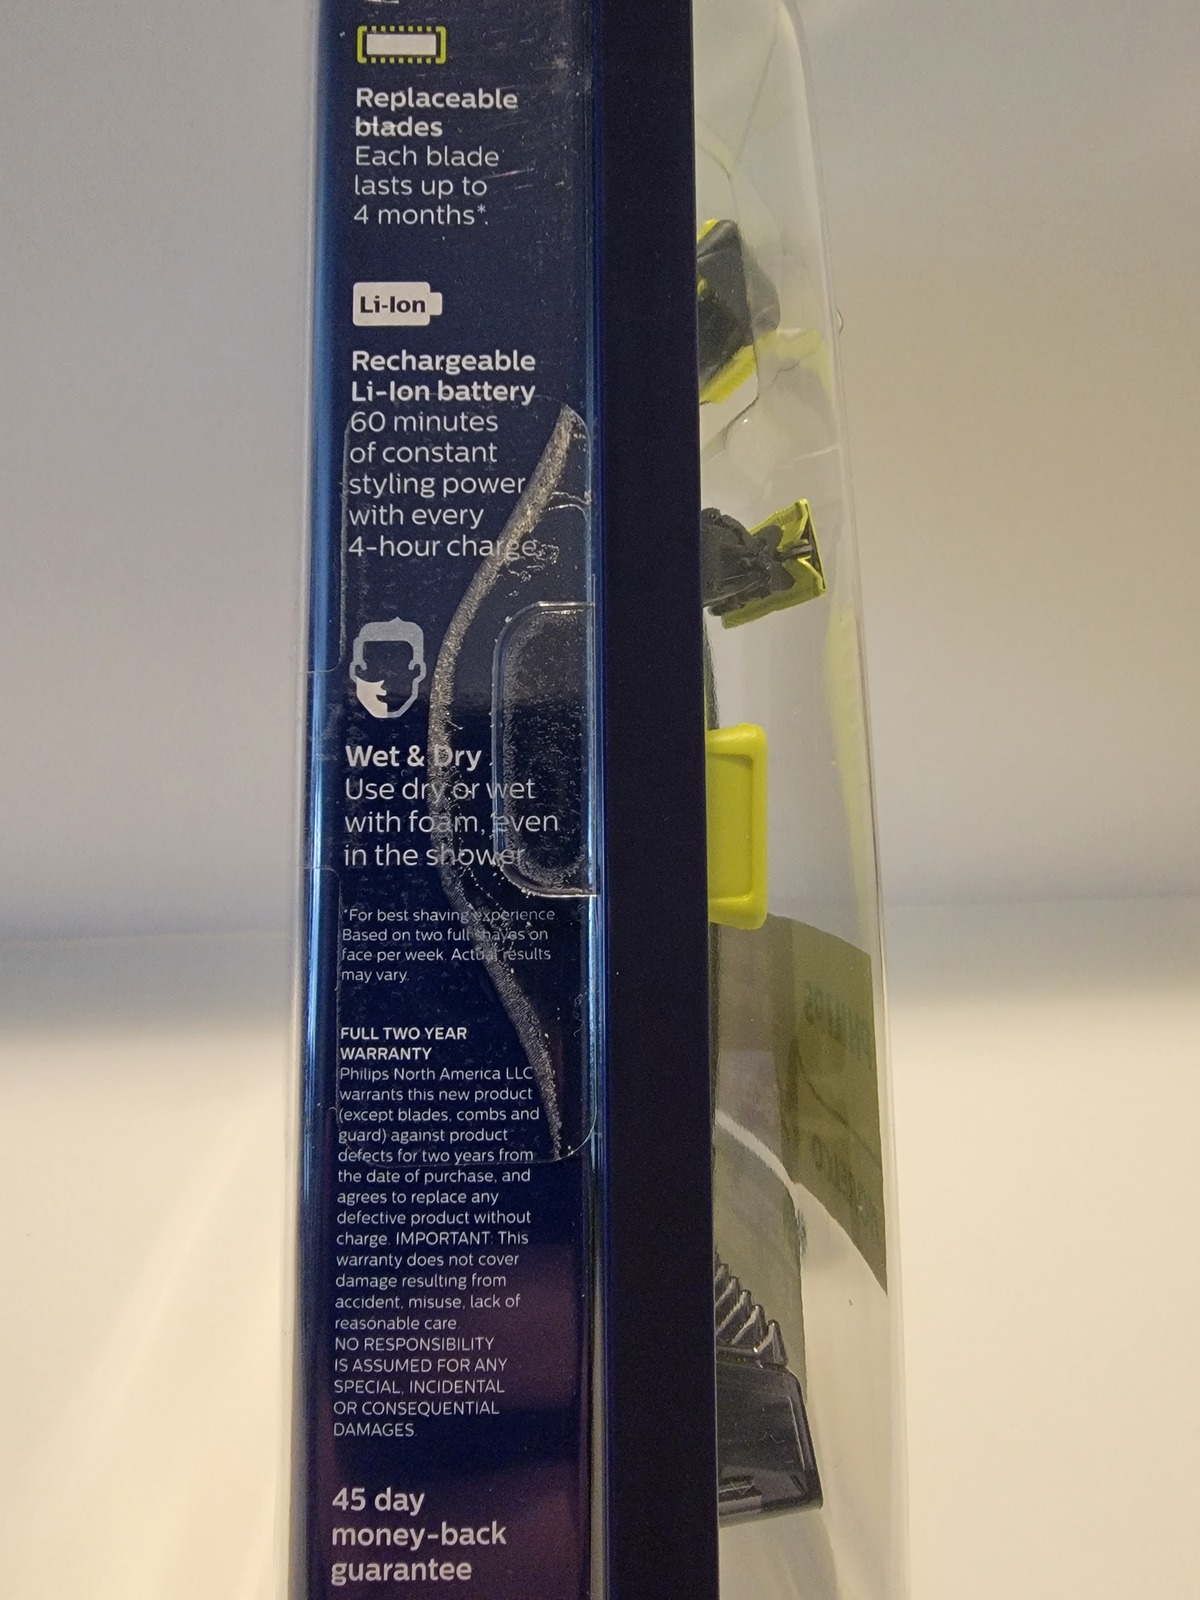 Replaceable
blades
Each blade
lasts up to
4 months*.
Li-Ion
Rechargeable
Li-Ion battery
60 minutes
of constant
styling power
with every
4-hour charge.
Wet & Dry
Use dry or wet
with foam, even
in the shower
*For best shaving experience.
Based on two full shaves on
face per week. Actual results
may vary.
FULL TWO YEAR
WARRANTY
Philips North America LLC
warrants this new product
(except blades, combs and
guard) against product
defects for two years from
the date of purchase, and
agrees to replace any
defective product without
charge. IMPORTANT: This
warranty does not cover
damage resulting from
accident, misuse, lack of
reasonable care.
NO RESPONSIBILITY
IS ASSUMED FOR ANY
SPECIAL, INCIDENTAL
OR CONSEQUENTIAL
DAMAGES.
45 day
money-back
guarantee